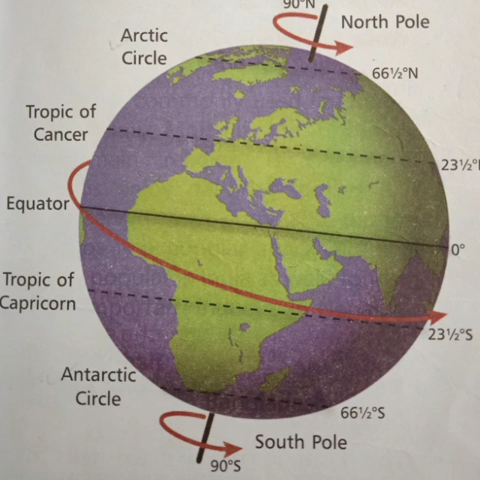 90°N
North Pole
Arctic
Circle
66½°N
Tropic of
Cancer
23½°N
Equator
0°
Tropic of
Capricorn
23½°S
Antarctic
Circle
66½°S
South Pole
90°S